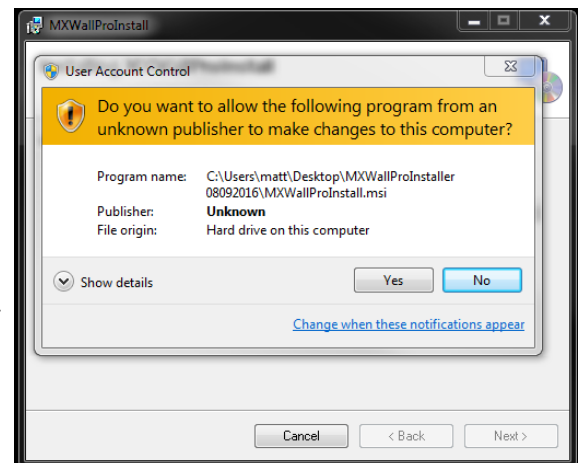 MXWallProInstall
User Account Control
Do you want to allow the following program from an
unknown publisher to make changes to this computer?
Program name: C:\Users\matt\Desktop\MXWallProInstaller
08092016\MXWallProInstall.msi
Publisher: Unknown
File origin: Hard drive on this computer
Show details
Yes
No
Change when these notifications appear
Cancel
< Back
Next >